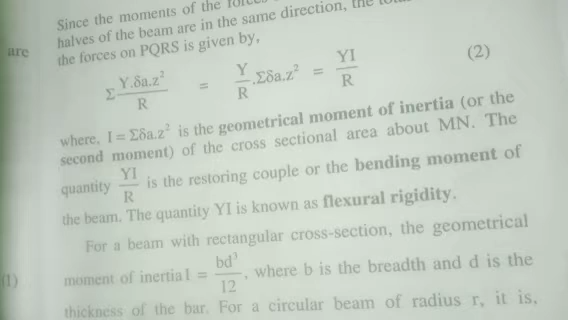 Since the moments of the forces
halves of the beam are in the same direction, the
are
the forces on PQRS is given by,
Σ Y.δa.z² / R = Y/R .Σδa.z² = YI/R (2)
where, I = Σδa.z² is the geometrical moment of inertia (or the
second moment) of the cross sectional area about MN. The
quantity YI/R is the restoring couple or the bending moment of
the beam. The quantity YI is known as flexural rigidity.
For a beam with rectangular cross-section, the geometrical
(1)
moment of inertia I = bd³/12, where b is the breadth and d is the
thickness of the bar. For a circular beam of radius r, it is,